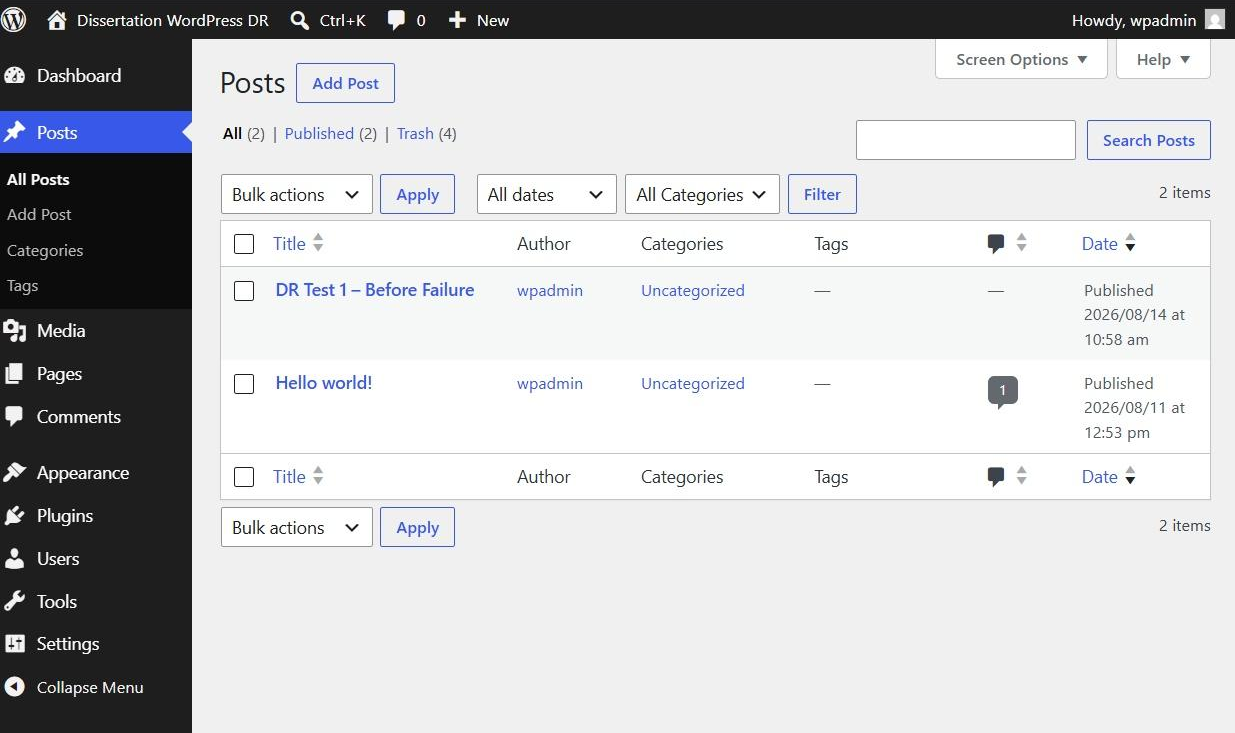 Dissertation WordPress DR Ctrl+K 0 New Howdy, wpadmin
Dashboard
Posts
All Posts
Add Post
Categories
Tags
Media
Pages
Comments
Appearance
Plugins
Users
Tools
Settings
Collapse Menu
Screen Options ▼ Help ▼
Posts Add Post
All (2) | Published (2) | Trash (4)
Search Posts
Bulk actions Apply All dates All Categories Filter 2 items
Title Author Categories Tags Date
DR Test 1 – Before Failure wpadmin Uncategorized — — Published
2026/08/14 at
10:58 am
Hello world! wpadmin Uncategorized — 1 Published
2026/08/11 at
12:53 pm
Title Author Categories Tags Date
Bulk actions Apply 2 items